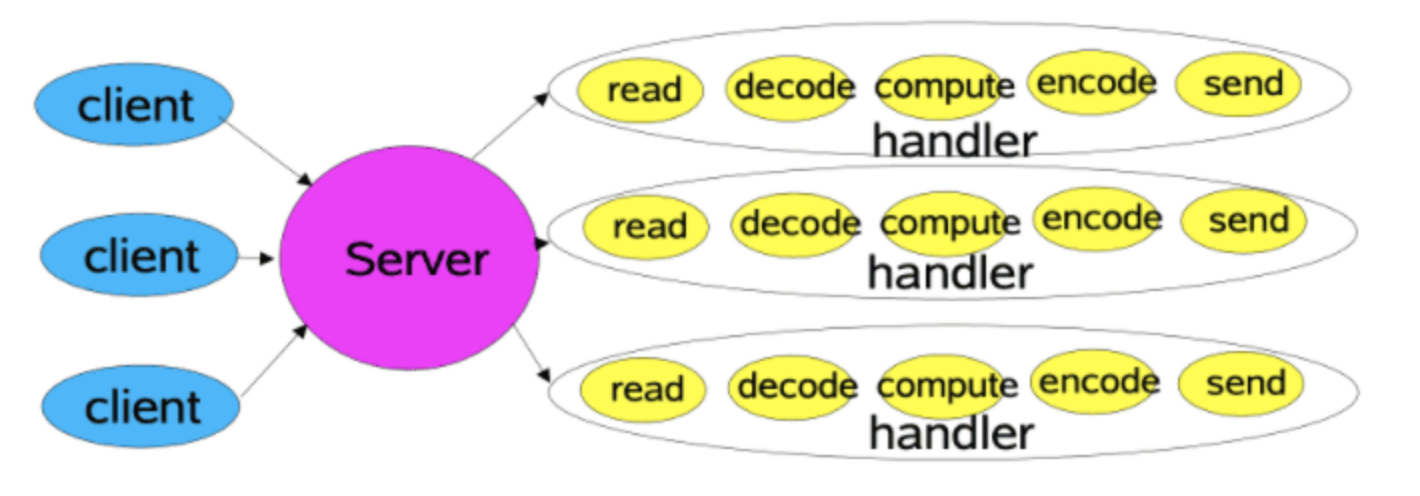 client
client
client
Server
read decode compute encode send
handler
read decode compute encode send
handler
read decode compute encode send
handler